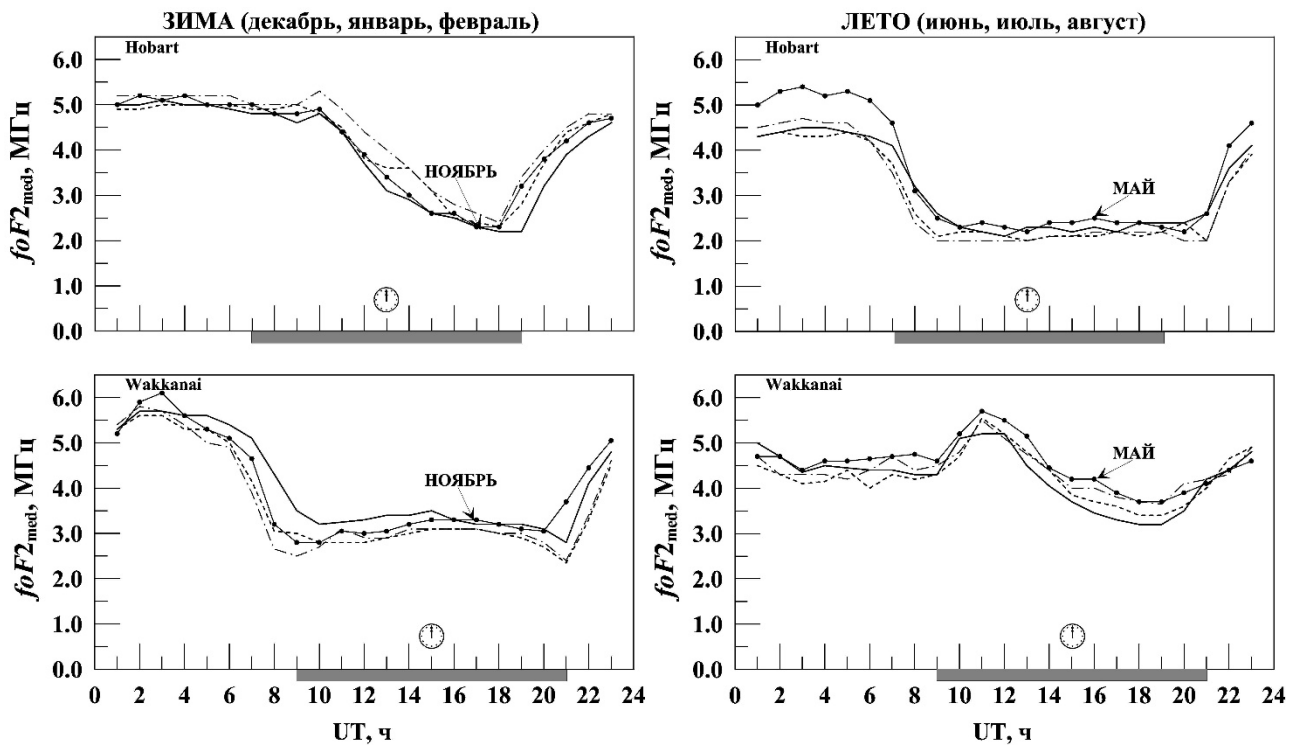 ЗИМА (декабрь, январь, февраль)
ЛЕТО (июнь, июль, август)
Hobart
6.0
5.0
4.0
3.0
2.0
1.0
0.0
foF2med, МГц
НОЯБРЬ
Hobart
6.0
5.0
4.0
3.0
2.0
1.0
0.0
foF2med, МГц
МАЙ
Wakkanai
6.0
5.0
4.0
3.0
2.0
1.0
0.0
foF2med, МГц
НОЯБРЬ
0 2 4 6 8 10 12 14 16 18 20 22 24
UT, ч
Wakkanai
6.0
5.0
4.0
3.0
2.0
1.0
0.0
foF2med, МГц
МАЙ
0 2 4 6 8 10 12 14 16 18 20 22 24
UT, ч